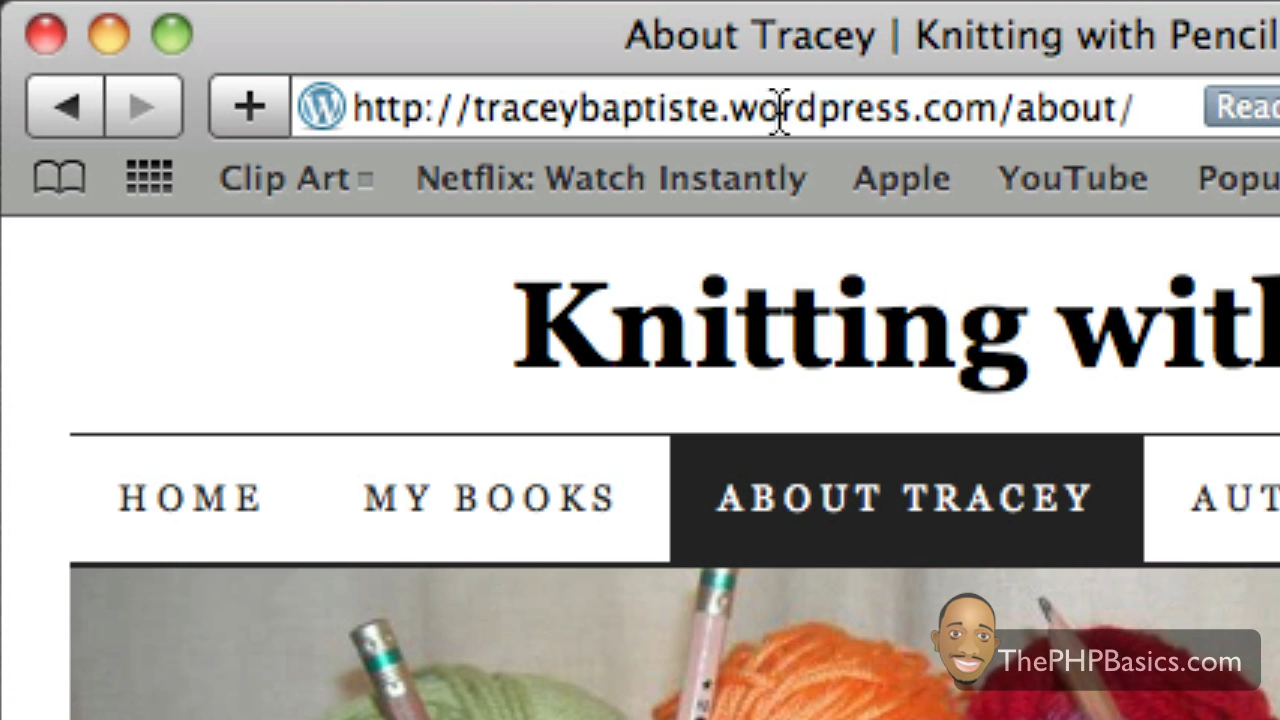 About Tracey | Knitting with Pencil
http://traceybaptiste.wordpress.com/about/
Read
Clip Art Netflix: Watch Instantly Apple YouTube Popu
Knitting with
HOME MY BOOKS ABOUT TRACEY AUT
ThePHPBasics.com